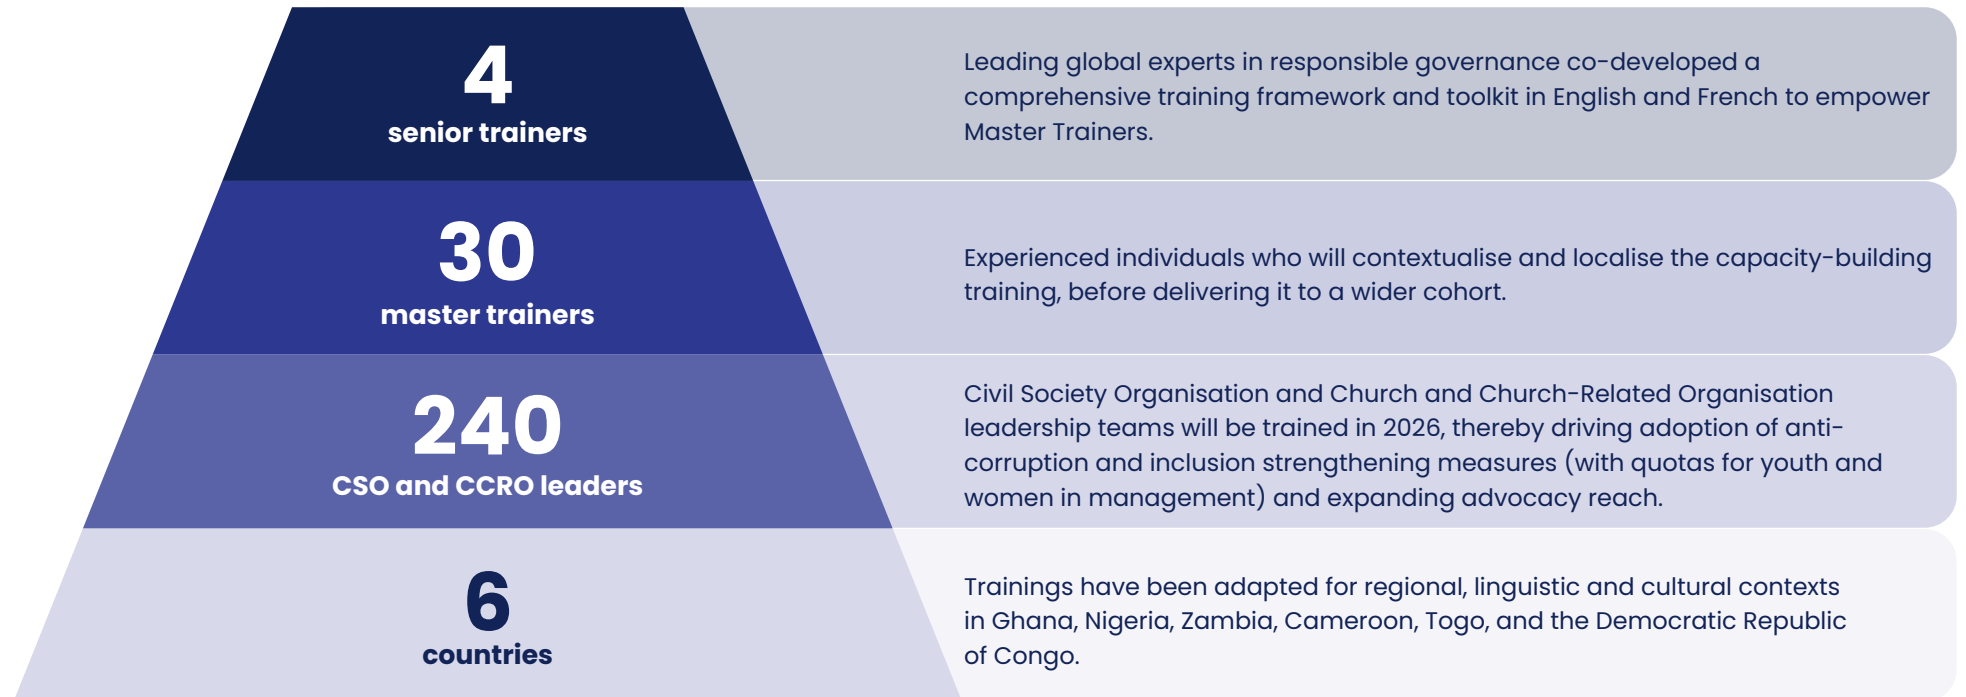 4
senior trainers
Leading global experts in responsible governance co-developed a
comprehensive training framework and toolkit in English and French to empower
Master Trainers.
30
master trainers
Experienced individuals who will contextualise and localise the capacity-building
training, before delivering it to a wider cohort.
240
CSO and CCRO leaders
Civil Society Organisation and Church and Church-Related Organisation
leadership teams will be trained in 2026, thereby driving adoption of anti-
corruption and inclusion strengthening measures (with quotas for youth and
women in management) and expanding advocacy reach.
6
countries
Trainings have been adapted for regional, linguistic and cultural contexts
in Ghana, Nigeria, Zambia, Cameroon, Togo, and the Democratic Republic
of Congo.